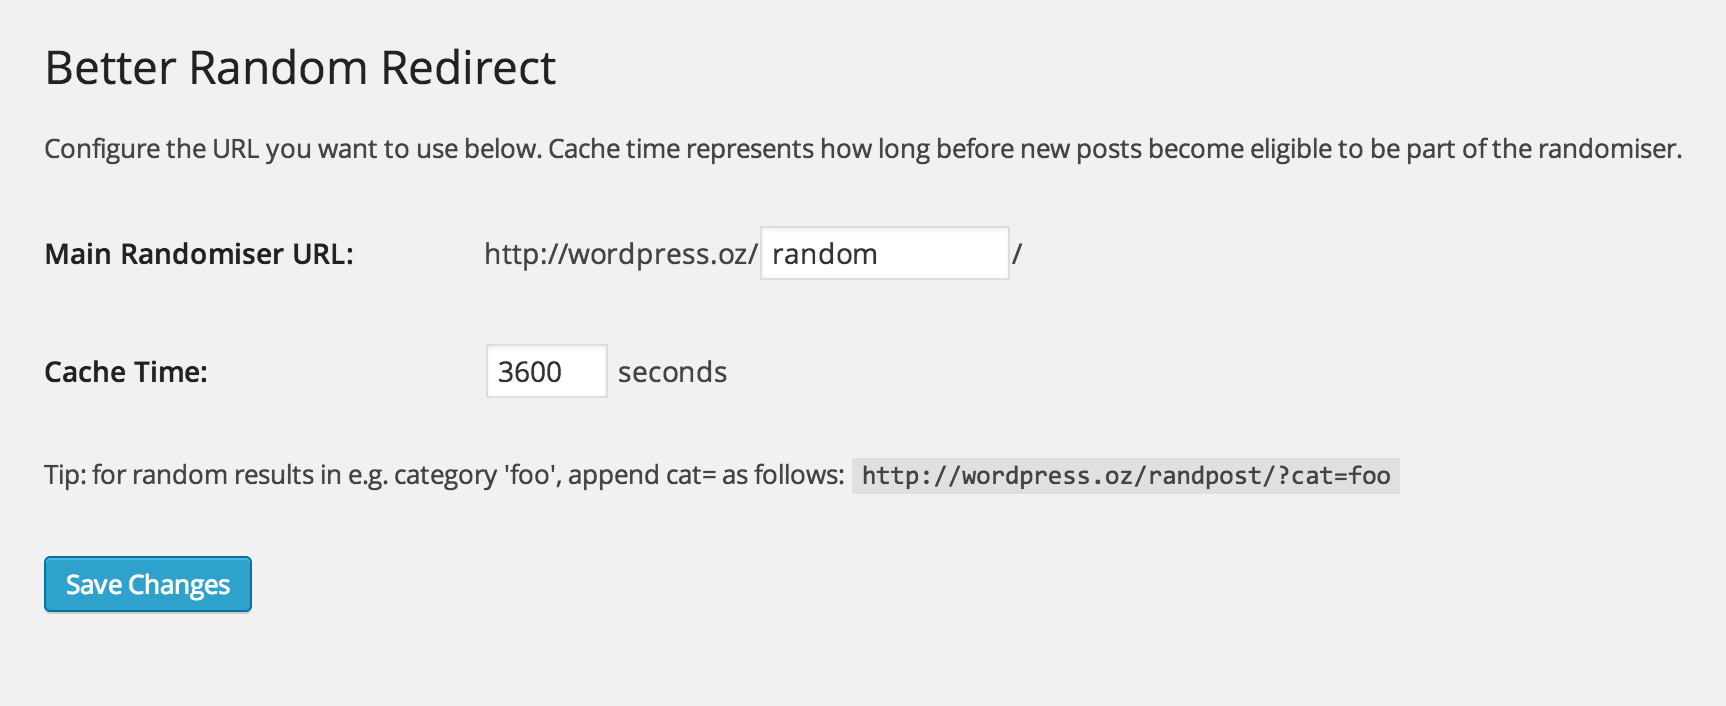 Better Random Redirect
Configure the URL you want to use below. Cache time represents how long before new posts become eligible to be part of the randomiser.
Main Randomiser URL: http://wordpress.oz/ random /
Cache Time: 3600 seconds
Tip: for random results in e.g. category 'foo', append cat= as follows: http://wordpress.oz/randpost/?cat=foo
Save Changes